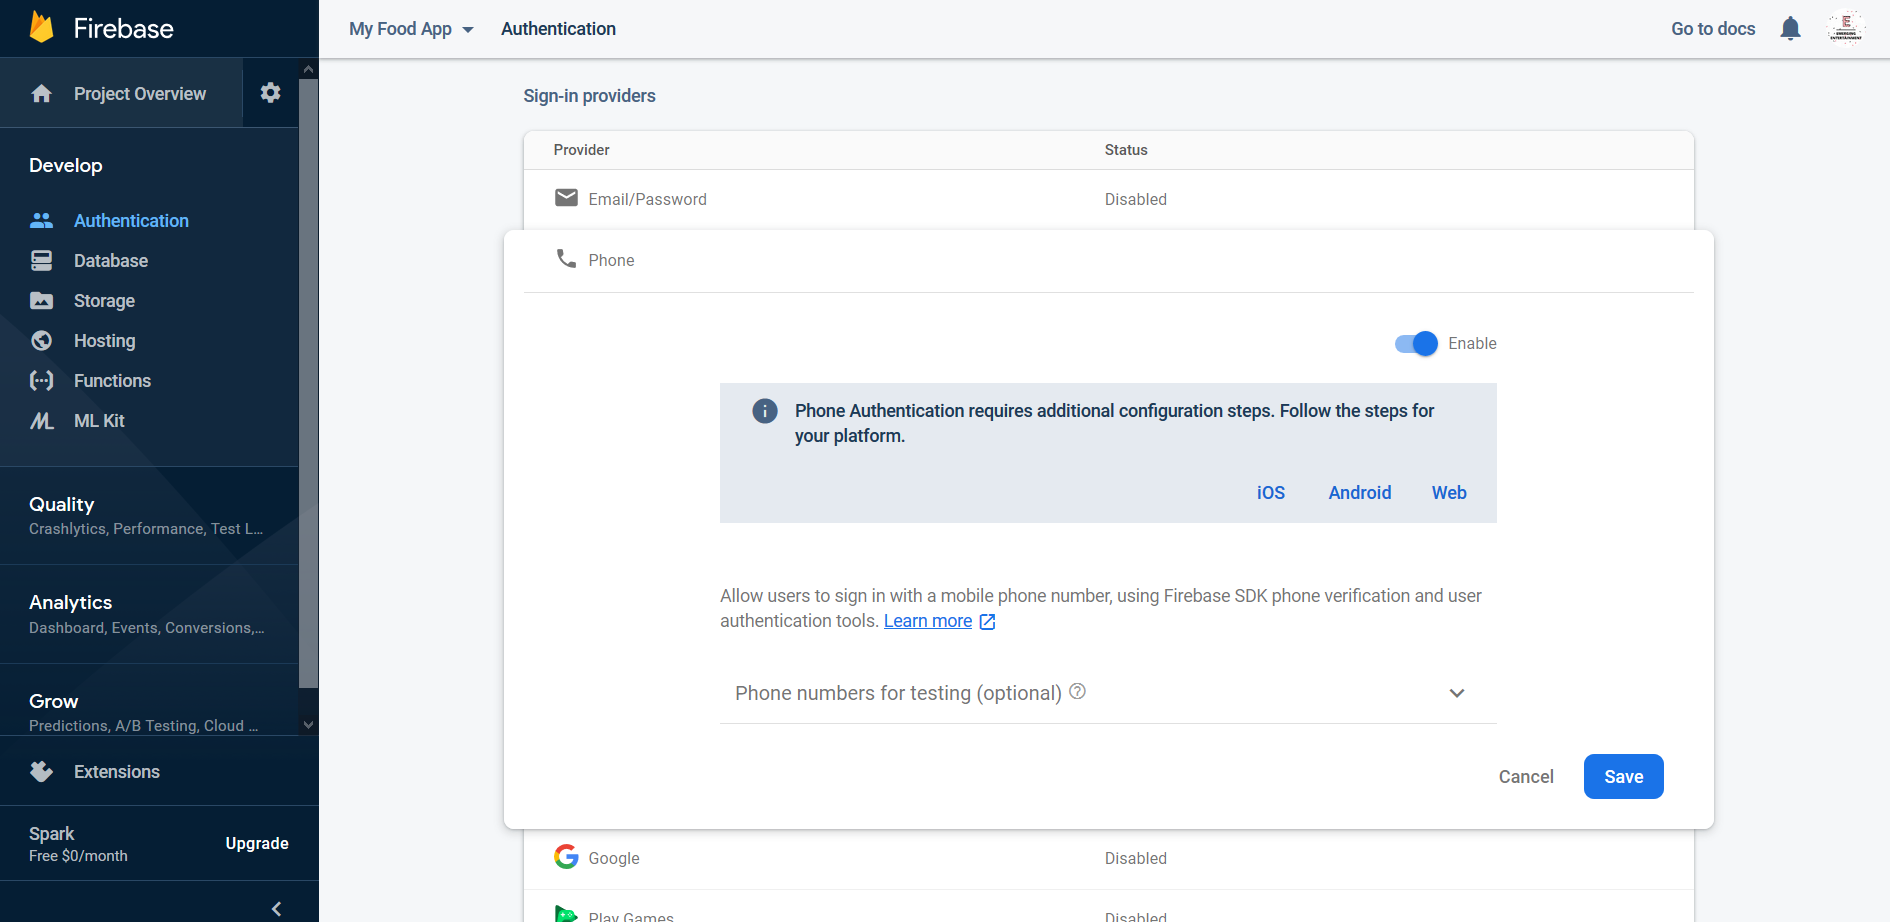 Firebase
My Food App
Authentication
Go to docs
Project Overview
Develop
Authentication
Database
Storage
Hosting
Functions
ML Kit
Quality
Crashlytics, Performance, Test L...
Analytics
Dashboard, Events, Conversions,...
Grow
Predictions, A/B Testing, Cloud ...
Extensions
Spark
Free $0/month
Upgrade
Sign-in providers
Provider Status
Email/Password Disabled
Phone
Enable
Phone Authentication requires additional configuration steps. Follow the steps for
your platform.
iOS Android Web
Allow users to sign in with a mobile phone number, using Firebase SDK phone verification and user
authentication tools. Learn more
Phone numbers for testing (optional)
Cancel Save
Google Disabled
Play Games Disabled